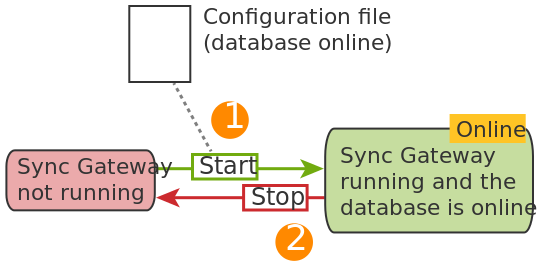 Configuration file
(database online)
1
Online
Sync Gateway
not running
Start
Stop
Sync Gateway
running and the
database is online
2